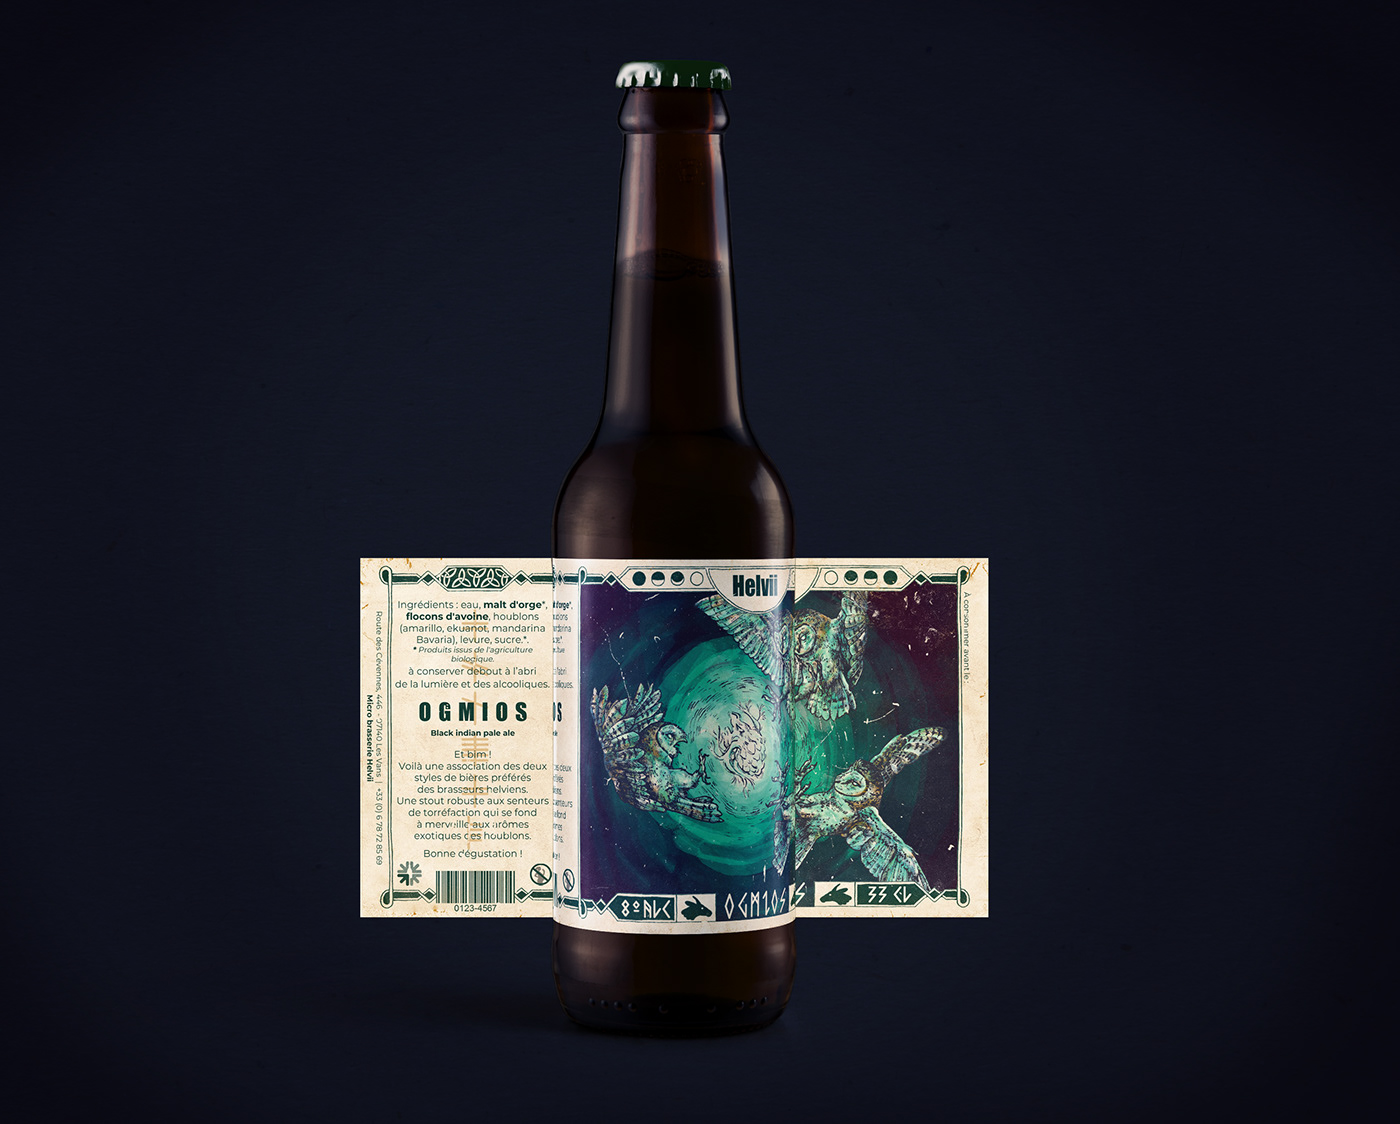 Ingrédients : eau, malt d'orge*,
flocons d'avoine, houblons
(amarillo, ekuanot, mandarina
Bavaria), levure, sucre.*.
* Produits issus de l'agriculture
biologique.
à conserver debout à l'abri
de la lumière et des alcooliques.
OGMIOS
Black indian pale ale
Et bim !
Voilà une association des deux
styles de bières préférés
des brasseurs helviens.
Une stout robuste aux senteurs
de torréfaction qui se fond
à merveille aux arômes
exotiques des houblons.
Bonne dégustation !
0123-4567
Route des Cévennes, 446 - 07140 Les Vans | +33 (0) 6 78 72 85 69
Micro brasserie Helvii
Helvii
8º ALC
OGMIOS
S
33 CL
À consommer avant le :